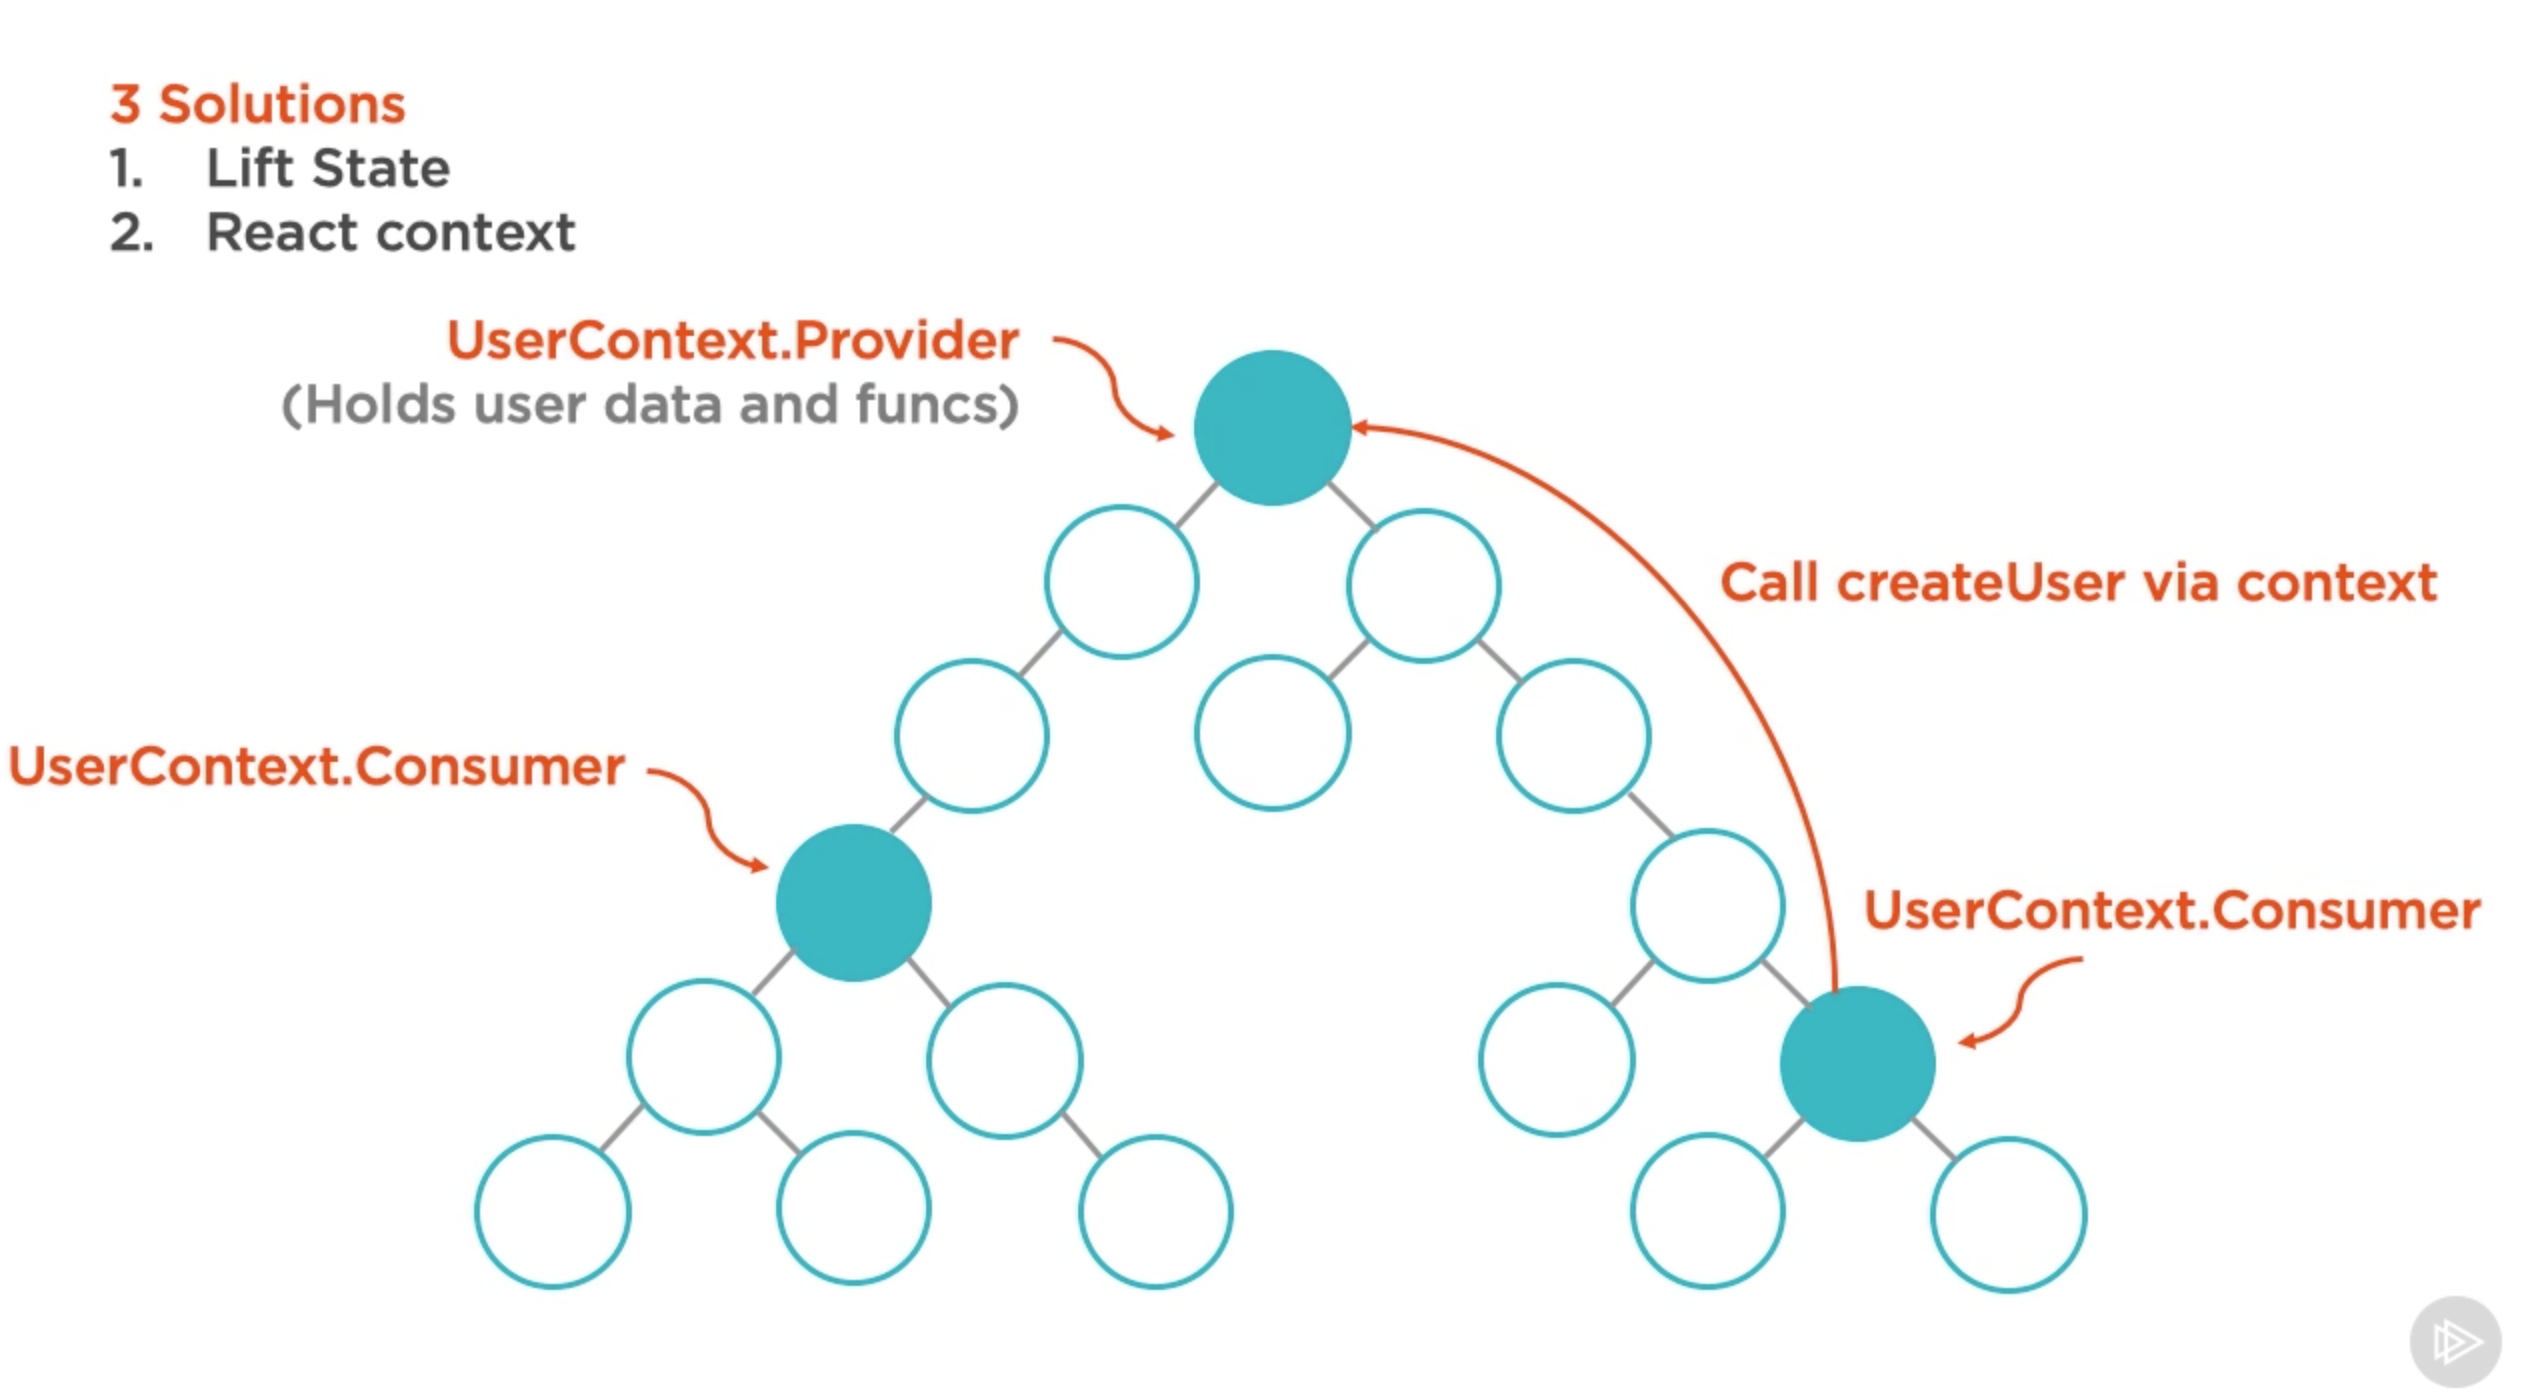 3 Solutions
1. Lift State
2. React context
UserContext.Provider
(Holds user data and funcs)
Call createUser via context
UserContext.Consumer
UserContext.Consumer